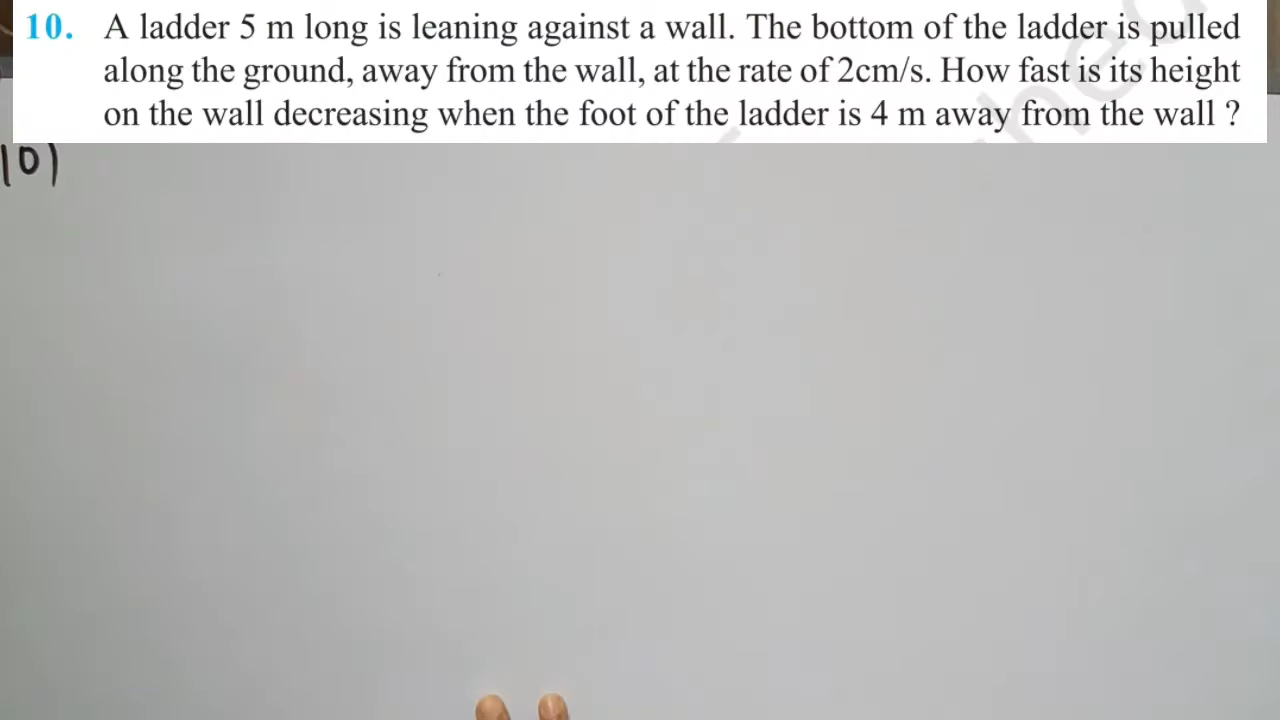 10. A ladder 5 m long is leaning against a wall. The bottom of the ladder is pulled
along the ground, away from the wall, at the rate of 2cm/s. How fast is its height
on the wall decreasing when the foot of the ladder is 4 m away from the wall ?
10)